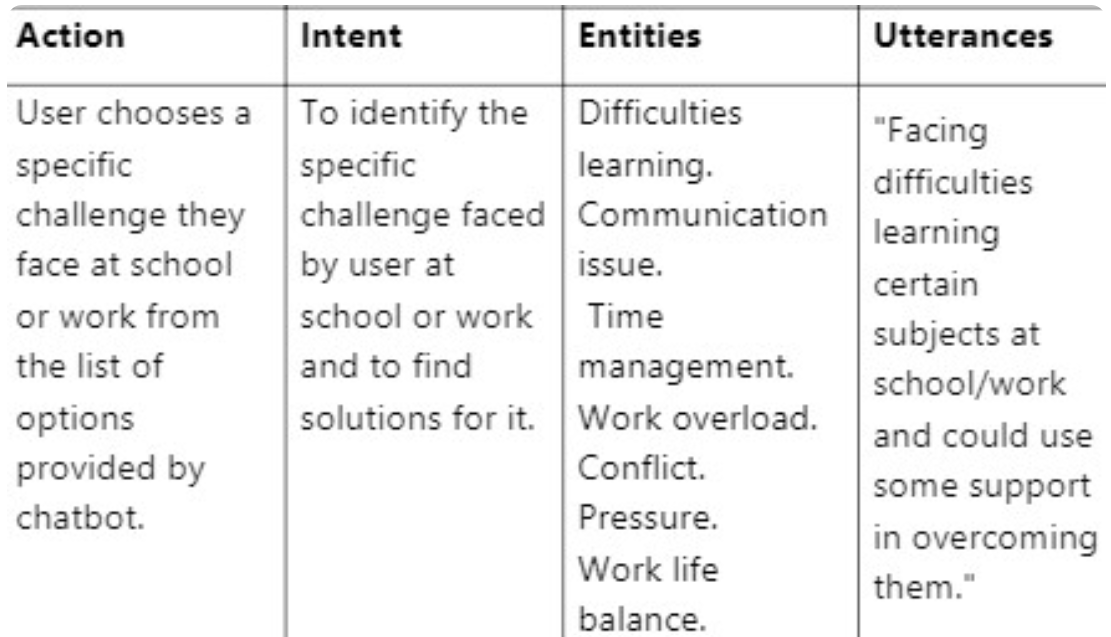 Action
Intent
Entities
Utterances
User chooses a
specific
challenge they
face at school
or work from
the list of
options
provided by
chatbot.
To identify the
specific
challenge faced
by user at
school or work
and to find
solutions for it.
Difficulties
learning.
Communication
issue.
Time
management.
Work overload.
Conflict.
Pressure.
Work life
balance.
"Facing
difficulties
learning
certain
subjects at
school/work
and could use
some support
in overcoming
them."